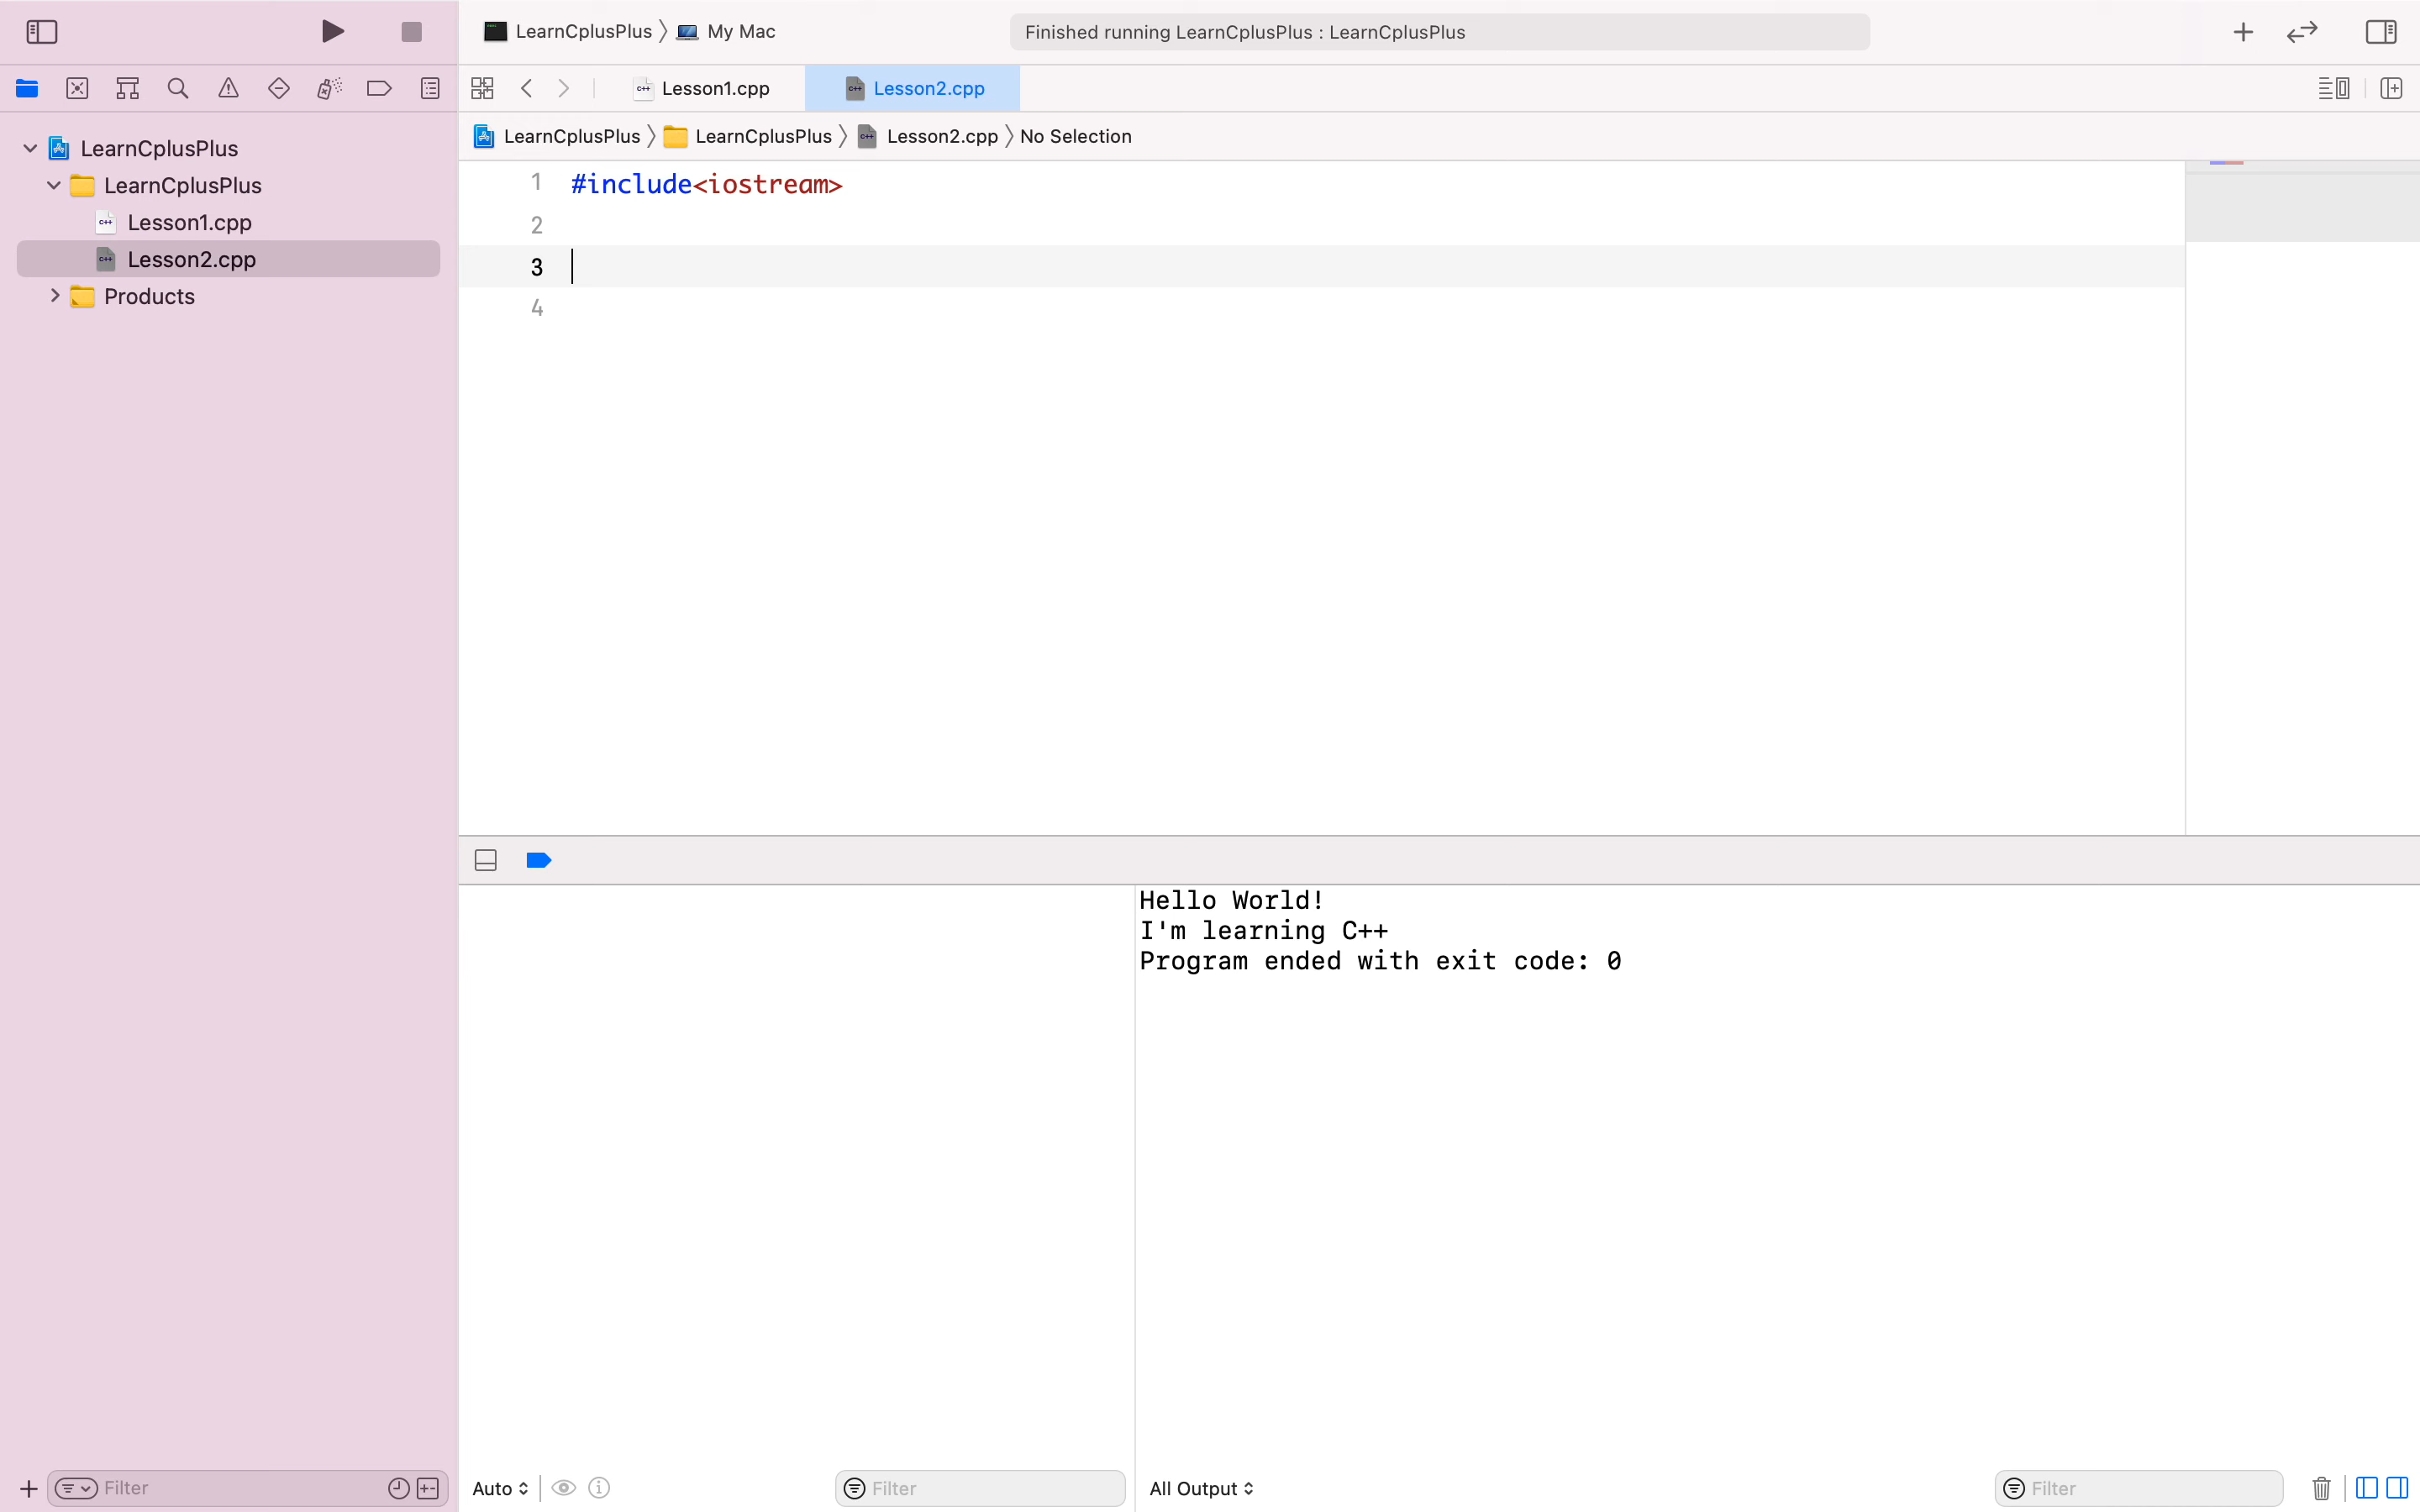 LearnCplusPlus My Mac
Finished running LearnCplusPlus : LearnCplusPlus
Lesson1.cpp
Lesson2.cpp
LearnCplusPlus LearnCplusPlus Lesson2.cpp No Selection
LearnCplusPlus
LearnCplusPlus
Lesson1.cpp
Lesson2.cpp
Products
1 #include<iostream>
2
3
4
Hello World!
I'm learning C++
Program ended with exit code: 0
Filter
Auto
Filter
All Output
Filter